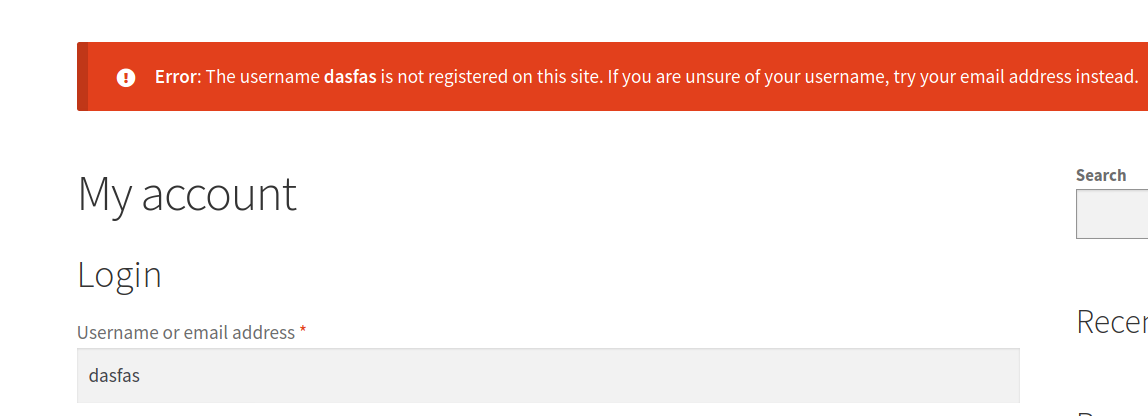 Error: The username dasfas is not registered on this site. If you are unsure of your username, try your email address instead.
My account
Login
Username or email address *
dasfas
Search